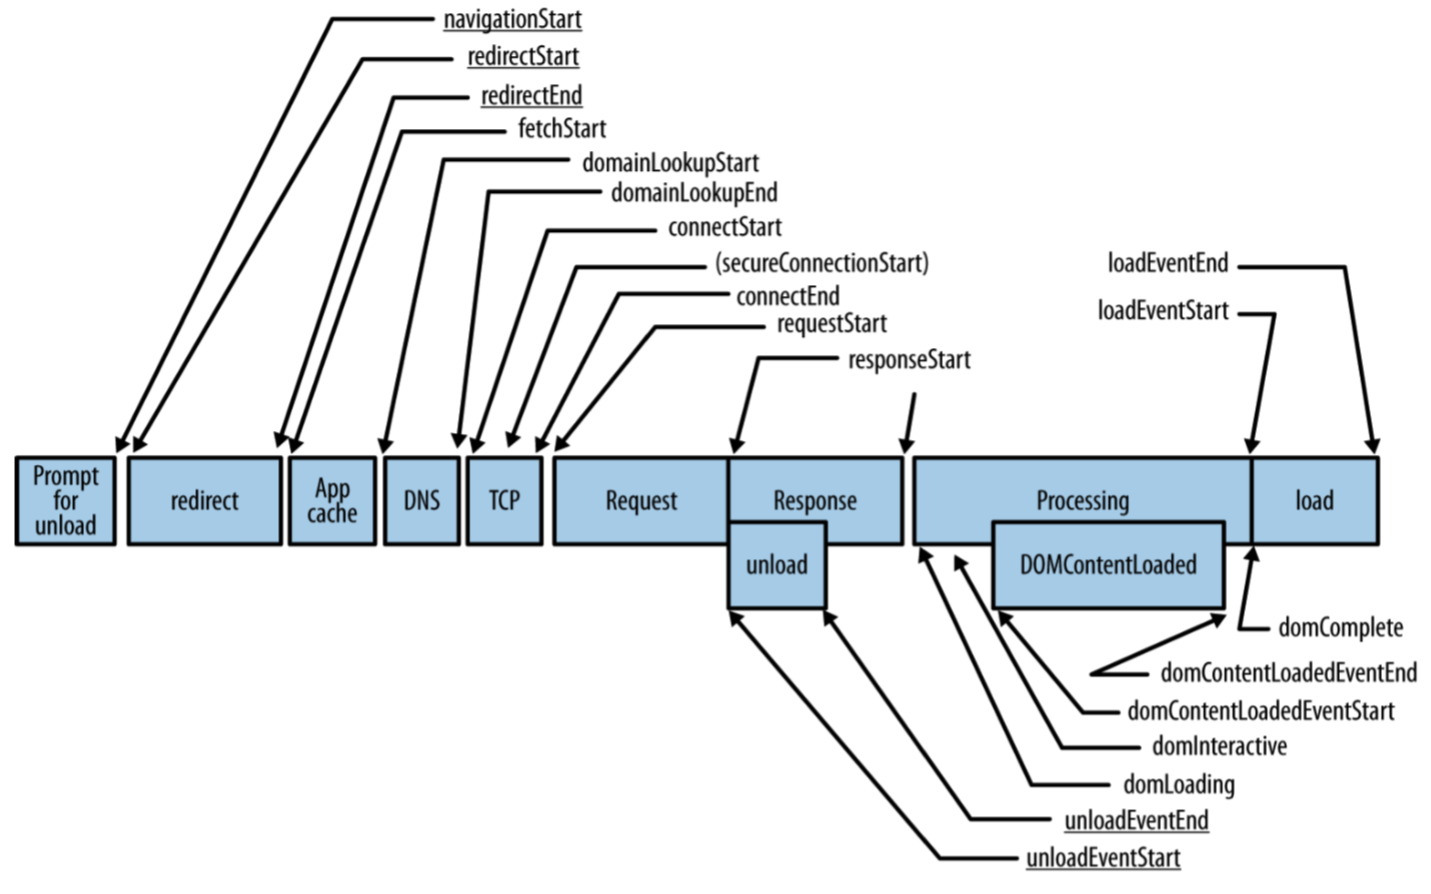 navigationStart
redirectStart
redirectEnd
fetchStart
domainLookupStart
domainLookupEnd
connectStart
(secureConnectionStart)
connectEnd
requestStart
responseStart
loadEventEnd
loadEventStart
Prompt
for
unload
redirect
App
cache
DNS
TCP
Request
Response
unload
Processing
DOMContentLoaded
load
domComplete
domContentLoadedEventEnd
domContentLoadedEventStart
domInteractive
domLoading
unloadEventEnd
unloadEventStart